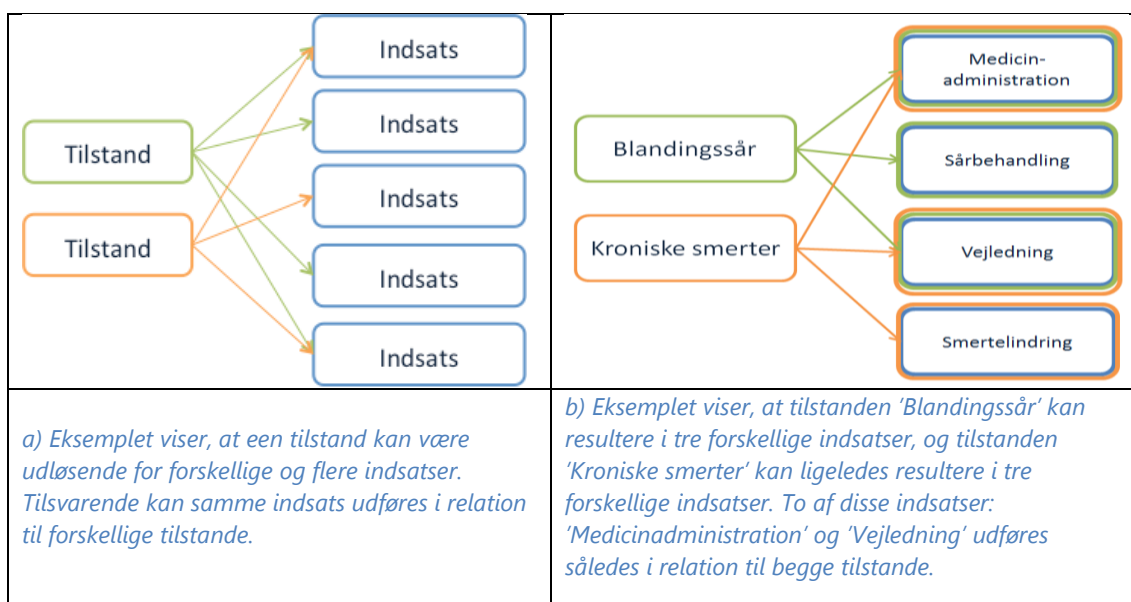 Indsats
Indsats
Tilstand
Indsats
Tilstand
Indsats
Indsats
Medicin-
administration
Blandingssår
Sårbehandling
Kroniske smerter
Vejledning
Smertelindring
a) Eksemplet viser, at een tilstand kan være
udløsende for forskellige og flere indsatser.
Tilsvarende kan samme indsats udføres i relation
til forskellige tilstande.
b) Eksemplet viser, at tilstanden ’Blandingssår’ kan
resultere i tre forskellige indsatser, og tilstanden
’Kroniske smerter’ kan ligeledes resultere i tre
forskellige indsatser. To af disse indsatser:
’Medicinadministration’ og ’Vejledning’ udføres
således i relation til begge tilstande.